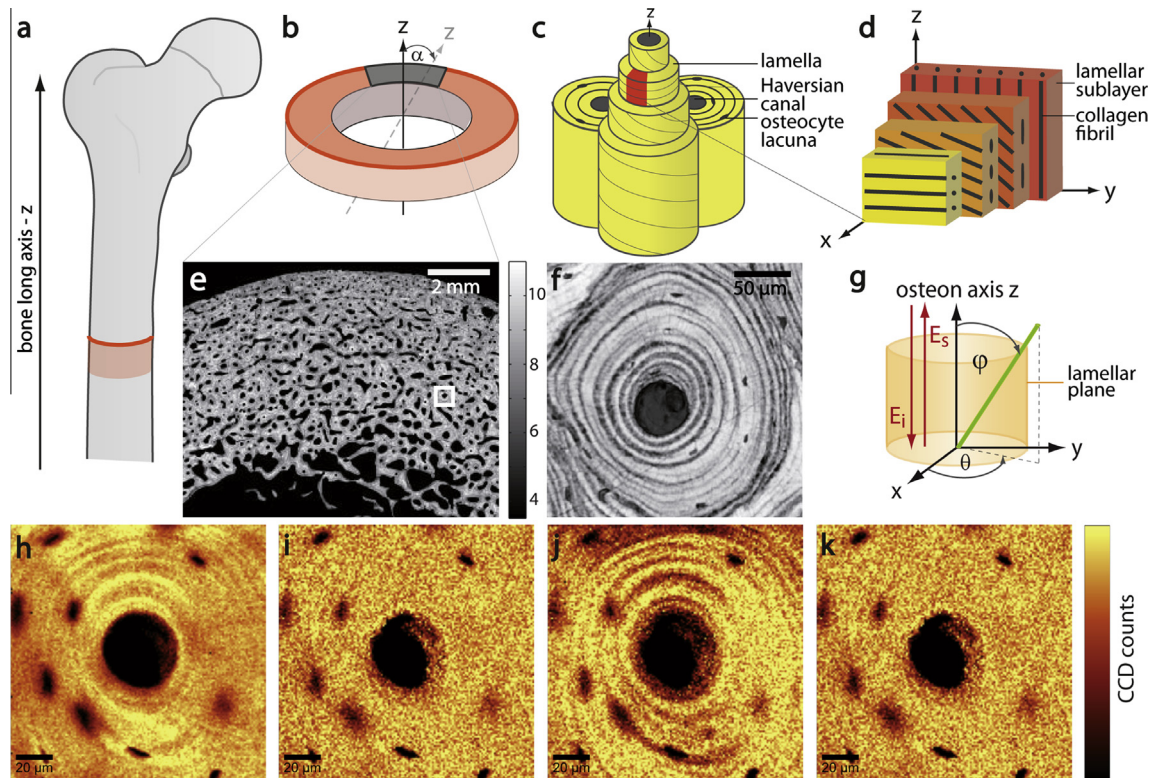 a
bone long axis - z
b
z
α
z
c
z
lamella
Haversian
canal
osteocyte
lacuna
d
z
lamellar
sublayer
collagen
fibril
y
x
e
2 mm
10
8
6
4
f
50 µm
g
osteon axis z
Es
φ
lamellar
plane
Ei
y
θ
x
h
20 µm
i
20 µm
j
20 µm
k
20 µm
CCD counts